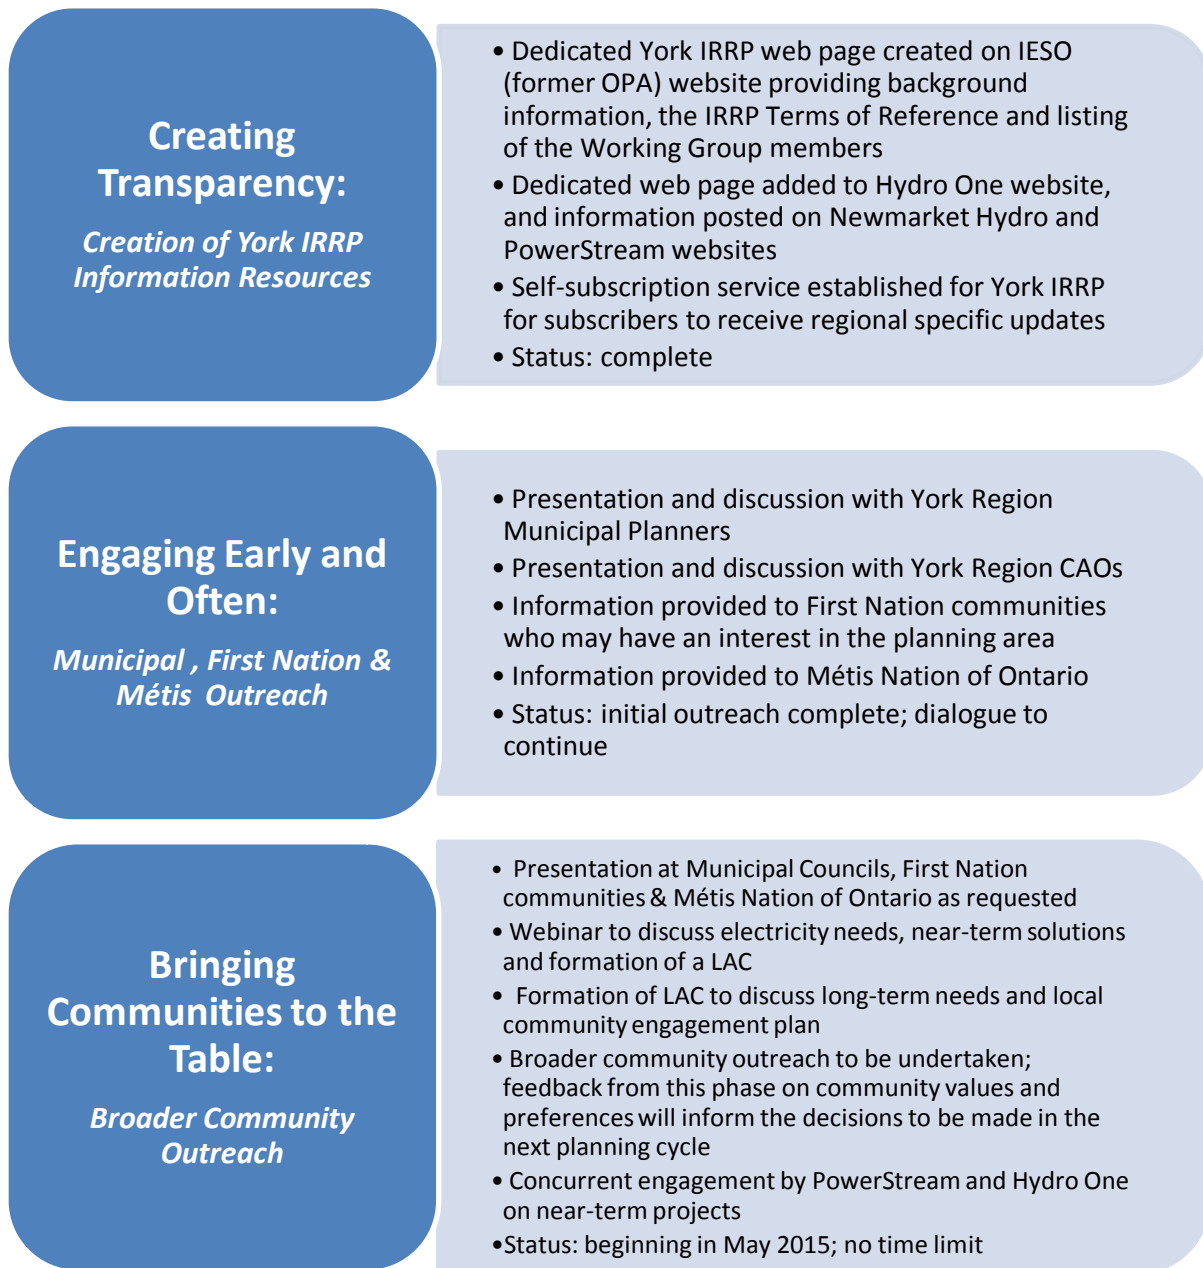 Creating
Transparency:
Creation of York IRRP
Information Resources
• Dedicated York IRRP web page created on IESO
(former OPA) website providing background
information, the IRRP Terms of Reference and listing
of the Working Group members
• Dedicated web page added to Hydro One website,
and information posted on Newmarket Hydro and
PowerStream websites
• Self-subscription service established for York IRRP
for subscribers to receive regional specific updates
• Status: complete
Engaging Early and
Often:
Municipal , First Nation &
Métis Outreach
• Presentation and discussion with York Region
Municipal Planners
• Presentation and discussion with York Region CAOs
• Information provided to First Nation communities
who may have an interest in the planning area
• Information provided to Métis Nation of Ontario
• Status: initial outreach complete; dialogue to
continue
Bringing
Communities to the
Table:
Broader Community
Outreach
• Presentation at Municipal Councils, First Nation
communities & Métis Nation of Ontario as requested
• Webinar to discuss electricity needs, near-term solutions
and formation of a LAC
• Formation of LAC to discuss long-term needs and local
community engagement plan
• Broader community outreach to be undertaken;
feedback from this phase on community values and
preferences will inform the decisions to be made in the
next planning cycle
• Concurrent engagement by PowerStream and Hydro One
on near-term projects
•Status: beginning in May 2015; no time limit